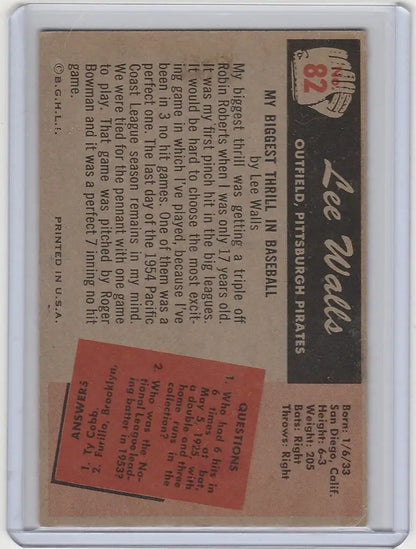 No.
82
Lee Walls
OUTFIELD, PITTSBURGH PIRATES
Born: 1/6/33
San Diego, Calif.
Height: 6-3
Weight: 205
Bats: Right
Throws: Right
MY BIGGEST THRILL IN BASEBALL
by Lee Walls
My biggest thrill was getting a triple off
Robin Roberts when I was only 17 years old.
It was my first pinch hit in the big leagues.
It would be hard to choose the most excit-
ing game in which I've played, because I've
been in 3 no hit games. One of them was a
perfect one. The last day of the 1954 Pacific
Coast League season remains in my mind.
We were tied for the pennant with one game
to play. That game was pitched by Roger
Bowman and it was a perfect 7 inning no hit
game.
QUESTIONS
1. Who had 6 hits in
6 times at bat,
May 5, 1925 with
a double and three
home runs in the
collection?
2. Who was the Na-
tional League lead-
ing batter in 1953?
ANSWERS
1. Ty Cobb
2. Furillo, Brooklyn
©B.G.H.L.I.
PRINTED IN U.S.A.